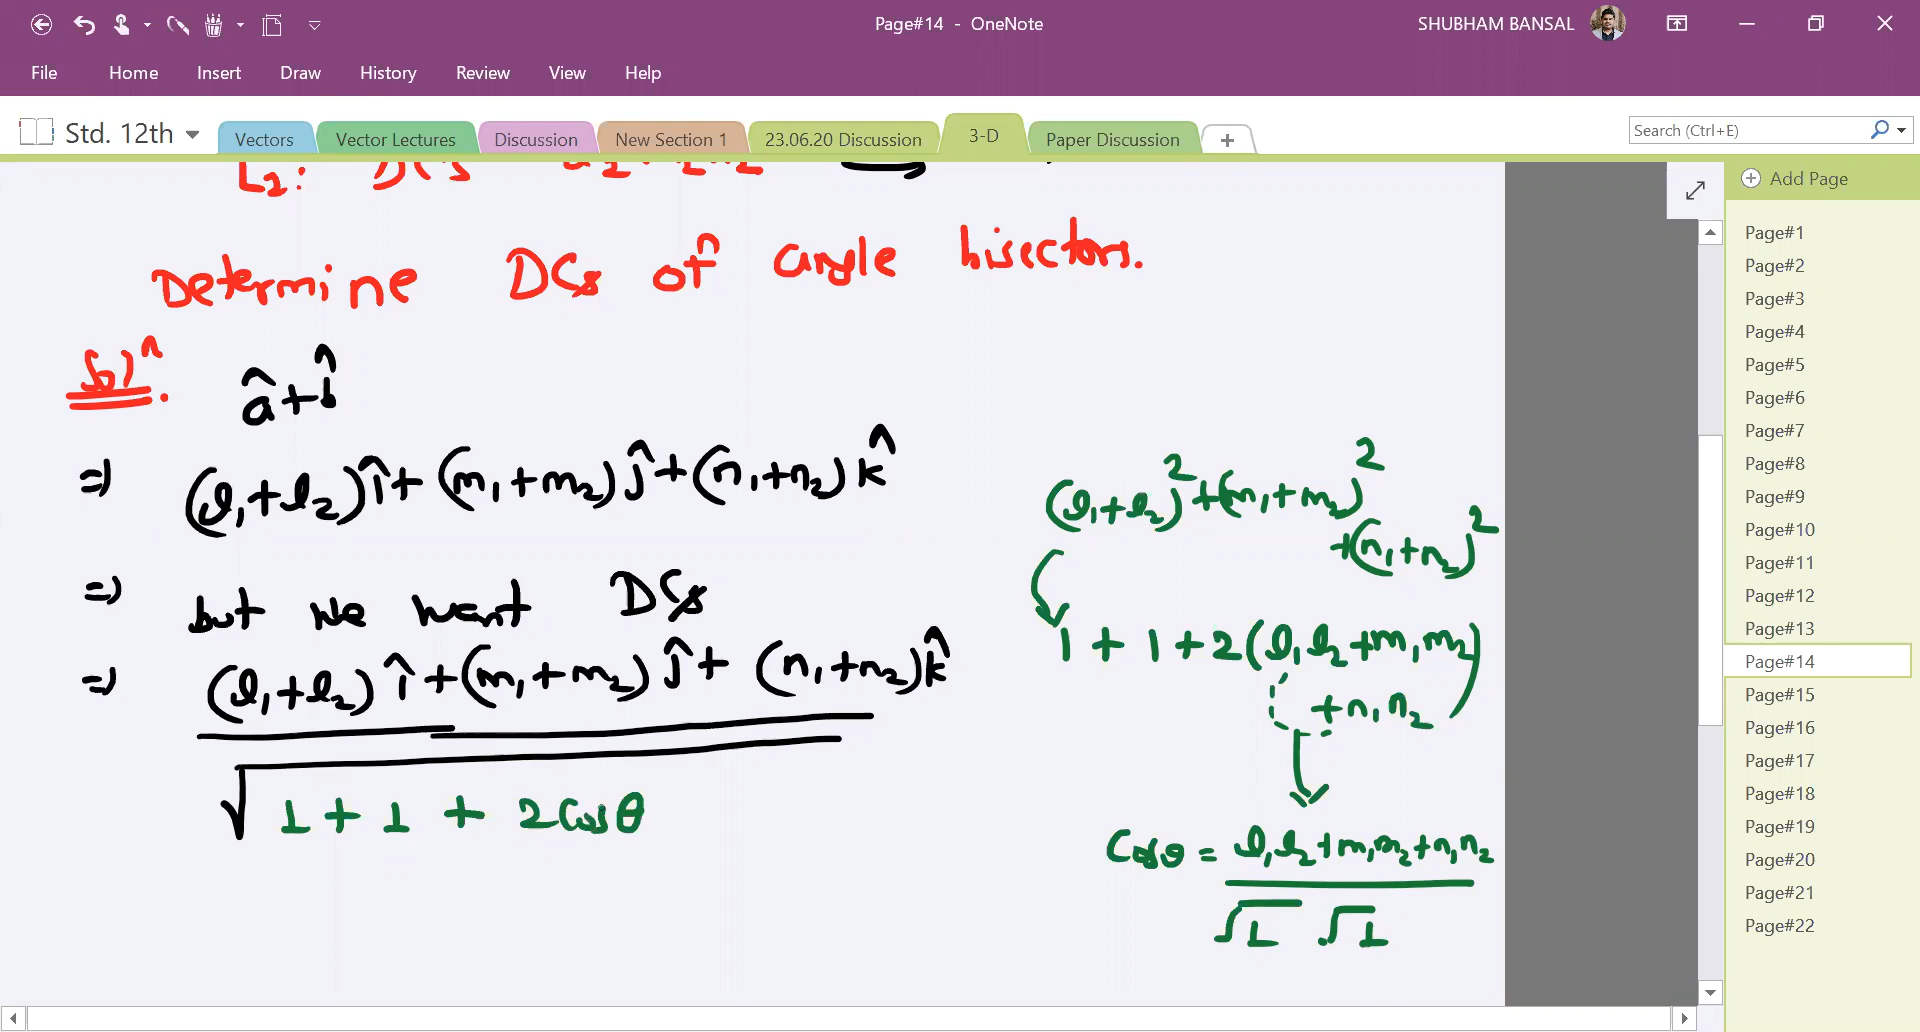 Page#14 - OneNote
SHUBHAM BANSAL
File Home Insert Draw History Review View Help
Std. 12th
Vectors Vector Lectures Discussion New Section 1 23.06.20 Discussion 3-D Paper Discussion +
Search (Ctrl+E)
L₂: DCs
Determine DCs of angle bisectors.
Solⁿ.
â+b̂
⇒ (l₁+l₂)î+(m₁+m₂)ĵ+(n₁+n₂)k̂
⇒ but we want DCs
⇒ (l₁+l₂)î+(m₁+m₂)ĵ+(n₁+n₂)k̂
√ 1 + 1 + 2cosθ
(l₁+l₂)²+(m₁+m₂)²
+(n₁+n₂)²
1 + 1 + 2(l₁l₂+m₁m₂
+n₁n₂)
Cosθ = l₁l₂+m₁m₂+n₁n₂
√1 √1
Add Page
Page#1
Page#2
Page#3
Page#4
Page#5
Page#6
Page#7
Page#8
Page#9
Page#10
Page#11
Page#12
Page#13
Page#14
Page#15
Page#16
Page#17
Page#18
Page#19
Page#20
Page#21
Page#22